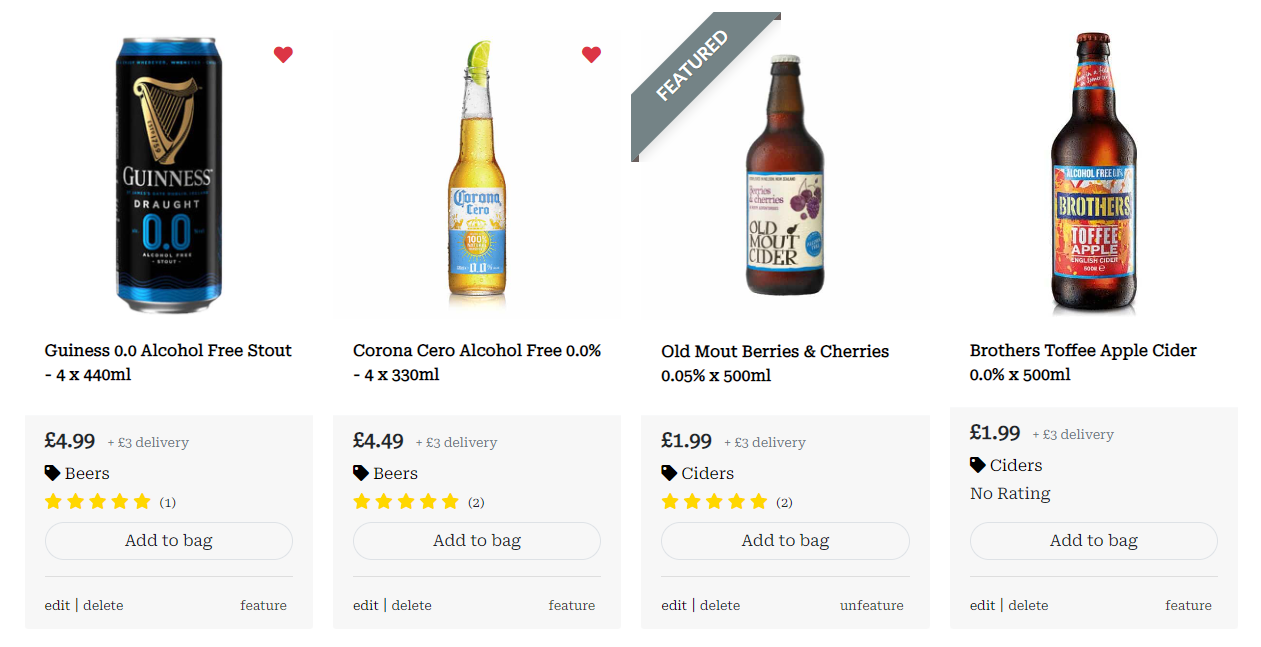 FEATURED
GUINNESS
DRAUGHT
0.0
ALCOHOL FREE
- STOUT -
Corona
Cero
100%
0.0%
Berries
& cherries
OLD
MOUT
CIDER
ALCOHOL FREE 0.0%
BROTHERS
TOFFEE
APPLE
ENGLISH CIDER
500ml e
Guiness 0.0 Alcohol Free Stout
- 4 x 440ml
Corona Cero Alcohol Free 0.0%
- 4 x 330ml
Old Mout Berries & Cherries
0.05% x 500ml
Brothers Toffee Apple Cider
0.0% x 500ml
£4.99 + £3 delivery
Beers
(1)
Add to bag
edit | delete feature
£4.49 + £3 delivery
Beers
(2)
Add to bag
edit | delete feature
£1.99 + £3 delivery
Ciders
(2)
Add to bag
edit | delete unfeature
£1.99 + £3 delivery
Ciders
No Rating
Add to bag
edit | delete feature